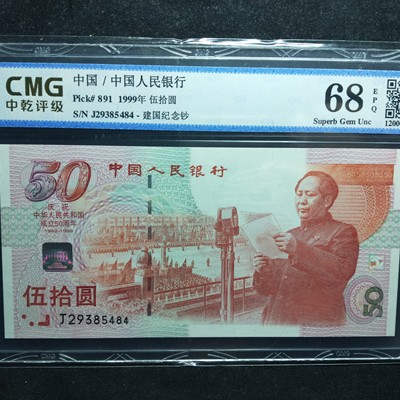 CMG
中乾评级
中国 / 中国人民银行
Pick# 891 1999年 伍拾圆
S/N J29385484 - 建国纪念钞
68
EPQ
Superb Gem Unc
1200
50
中国人民银行
庆祝
中华人民共和国
成立50周年
1949-1999
伍拾圆
J29385484
50